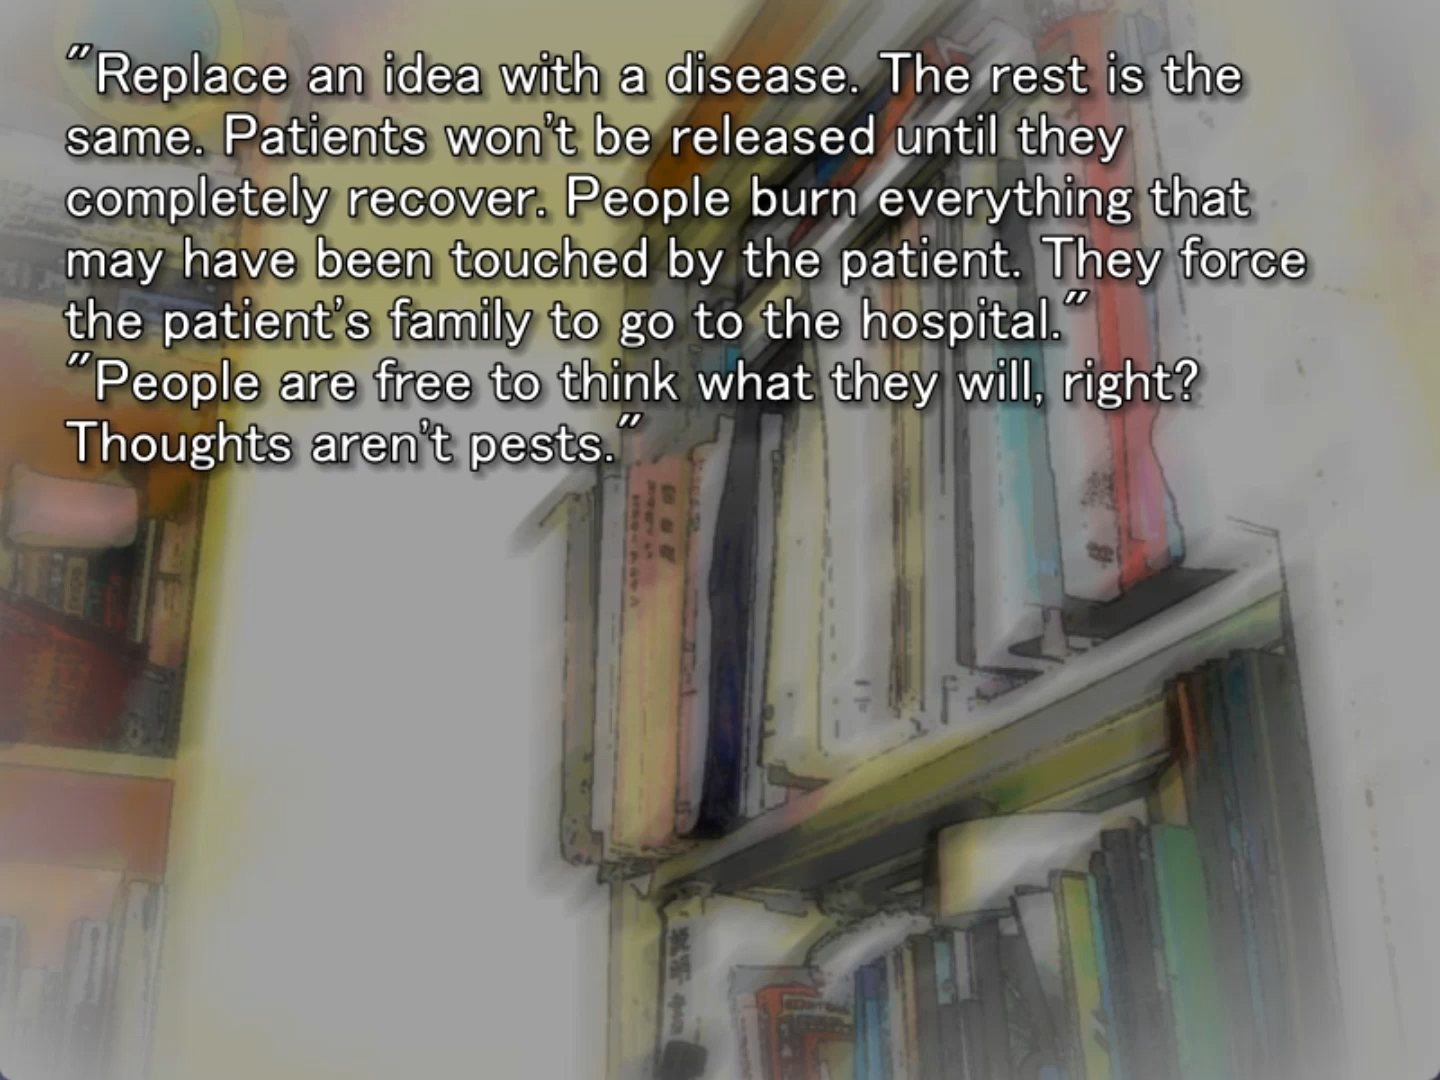 "Replace an idea with a disease. The rest is the
same. Patients won't be released until they
completely recover. People burn everything that
may have been touched by the patient. They force
the patient's family to go to the hospital."
"People are free to think what they will, right?
Thoughts aren't pests."